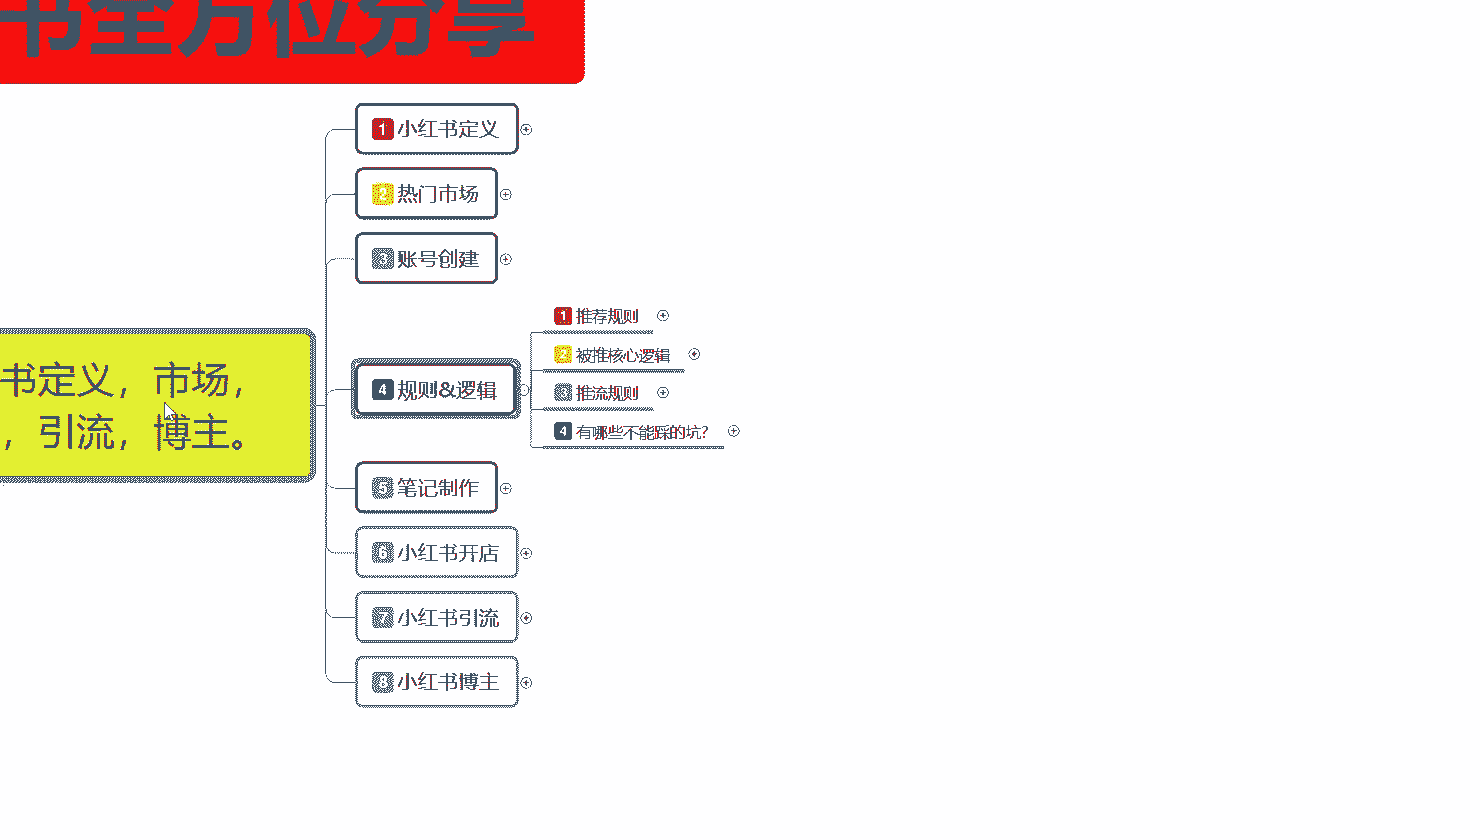 书全方位分享
1 小红书定义
2 热门市场
3 账号创建
1 推荐规则
2 被推核心逻辑
书定义，市场，
，引流，博主。
4 规则&逻辑
3 推流规则
4 有哪些不能踩的坑？
5 笔记制作
6 小红书开店
7 小红书引流
8 小红书博主